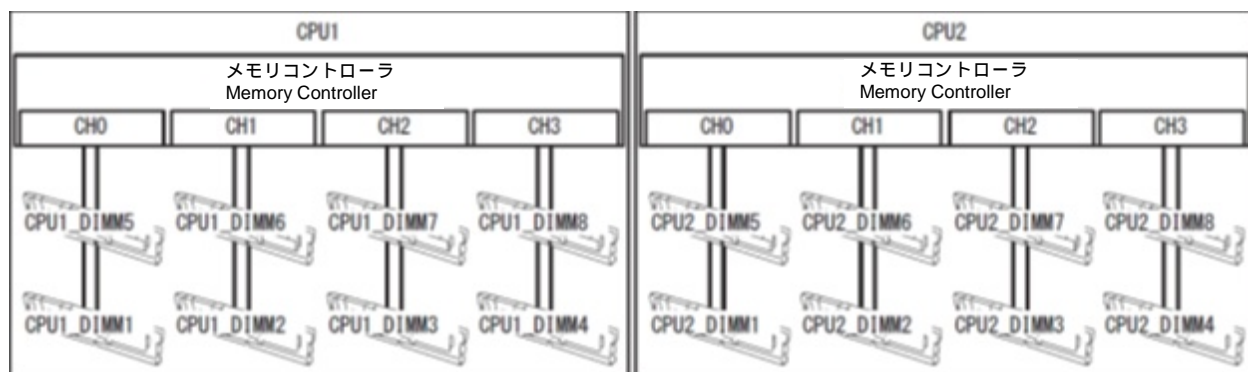 CPU1
メモリコントローラ
Memory Controller
CH0 CH1 CH2 CH3
CPU1_DIMM5 CPU1_DIMM6 CPU1_DIMM7 CPU1_DIMM8
CPU1_DIMM1 CPU1_DIMM2 CPU1_DIMM3 CPU1_DIMM4
CPU2
メモリコントローラ
Memory Controller
CH0 CH1 CH2 CH3
CPU2_DIMM5 CPU2_DIMM6 CPU2_DIMM7 CPU2_DIMM8
CPU2_DIMM1 CPU2_DIMM2 CPU2_DIMM3 CPU2_DIMM4